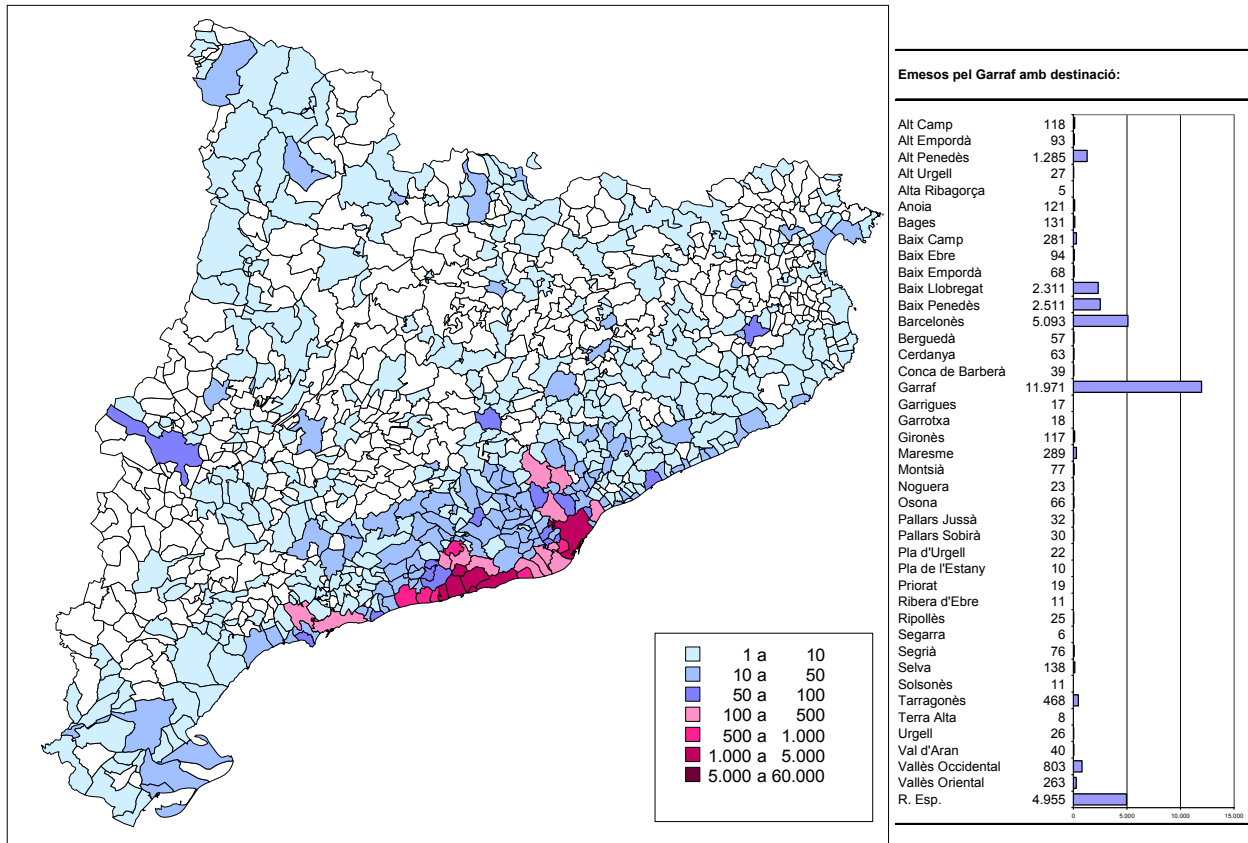 Emesos pel Garraf amb destinació:
Alt Camp 118
Alt Empordà 93
Alt Penedès 1.285
Alt Urgell 27
Alta Ribagorça 5
Anoia 121
Bages 131
Baix Camp 281
Baix Ebre 94
Baix Empordà 68
Baix Llobregat 2.311
Baix Penedès 2.511
Barcelonès 5.093
Berguedà 57
Cerdanya 63
Conca de Barberà 39
Garraf 11.971
Garrigues 17
Garrotxa 18
Gironès 117
Maresme 289
Montsià 77
Noguera 23
Osona 66
Pallars Jussà 32
Pallars Sobirà 30
Pla d'Urgell 22
Pla de l'Estany 10
Priorat 19
Ribera d'Ebre 11
Ripollès 25
Segarra 6
Segrià 76
Selva 138
Solsonès 11
Tarragonès 468
Terra Alta 8
Urgell 26
Val d'Aran 40
Vallès Occidental 803
Vallès Oriental 263
R. Esp. 4.955
0 5.000 10.000 15.000
1 a 10
10 a 50
50 a 100
100 a 500
500 a 1.000
1.000 a 5.000
5.000 a 60.000